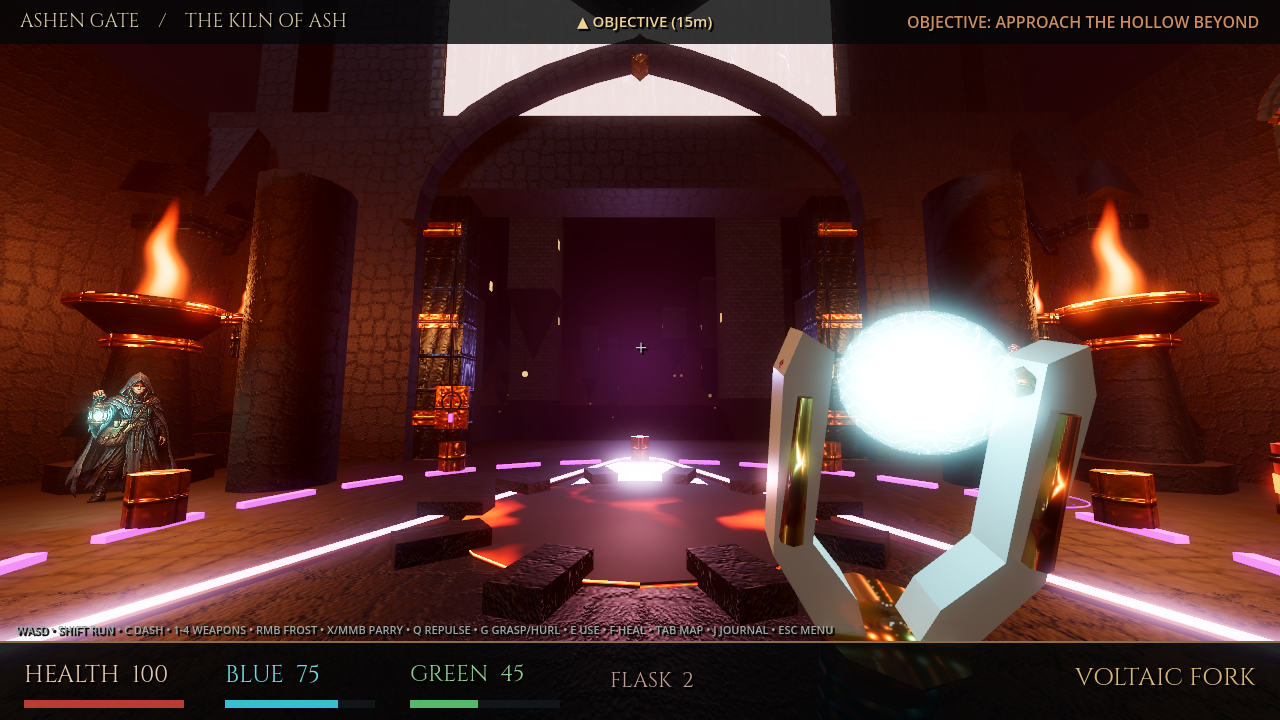 ASHEN GATE / THE KILN OF ASH
▲ OBJECTIVE (15m)
OBJECTIVE: APPROACH THE HOLLOW BEYOND
WASD • SHIFT RUN • C DASH • 1-4 WEAPONS • RMB FROST • X/MMB PARRY • Q REPULSE • G GRASP/HURL • E USE • F HEAL • TAB MAP • J JOURNAL • ESC MENU
HEALTH 100
BLUE 75
GREEN 45
FLASK 2
VOLTAIC FORK